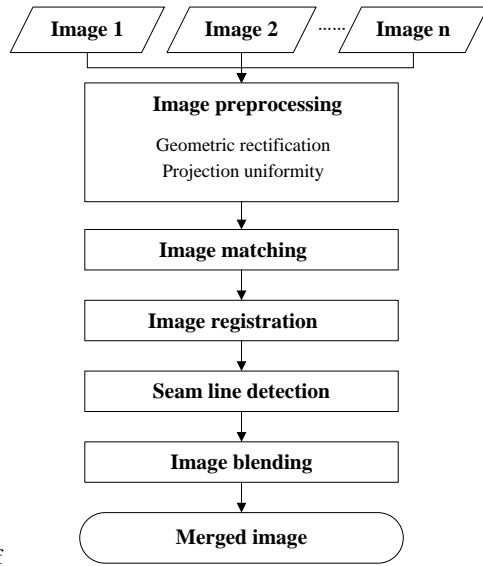 Image 1 Image 2 ...... Image n
Image preprocessing
Geometric rectification
Projection uniformity
Image matching
Image registration
Seam line detection
Image blending
Merged image